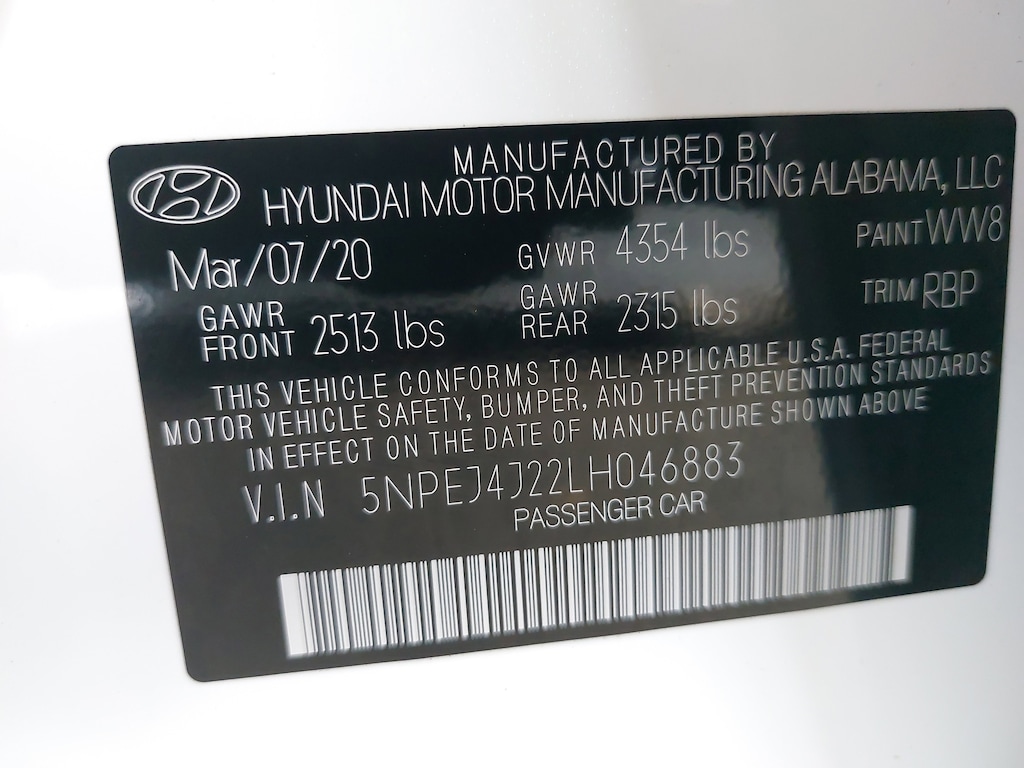 MANUFACTURED BY
HYUNDAI MOTOR MANUFACTURING ALABAMA, LLC
Mar/07/20 GVWR 4354 lbs PAINT WW8
GAWR FRONT 2513 lbs GAWR REAR 2315 lbs TRIM RBP
THIS VEHICLE CONFORMS TO ALL APPLICABLE U.S.A. FEDERAL
MOTOR VEHICLE SAFETY, BUMPER, AND THEFT PREVENTION STANDARDS
IN EFFECT ON THE DATE OF MANUFACTURE SHOWN ABOVE
V.I.N 5NPEJ4J22LH046883
PASSENGER CAR